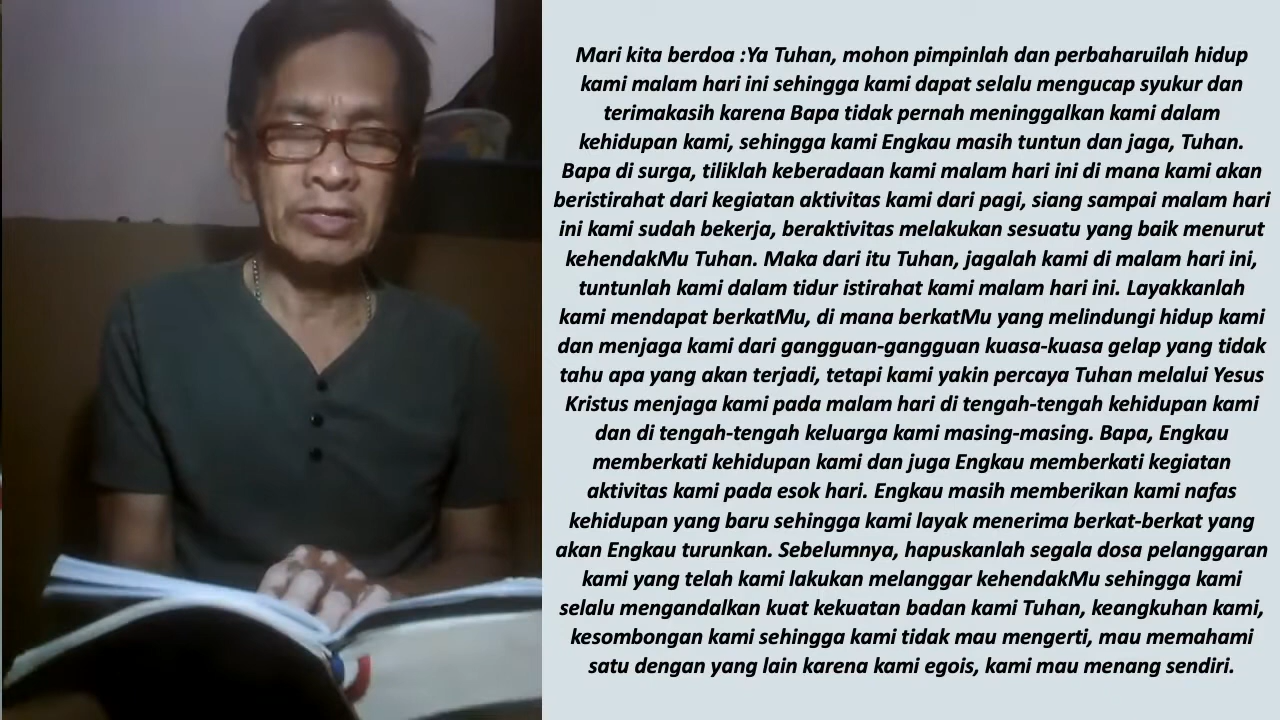 Mari kita berdoa :Ya Tuhan, mohon pimpinlah dan perbaharuilah hidup
kami malam hari ini sehingga kami dapat selalu mengucap syukur dan
terimakasih karena Bapa tidak pernah meninggalkan kami dalam
kehidupan kami, sehingga kami Engkau masih tuntun dan jaga, Tuhan.
Bapa di surga, tiliklah keberadaan kami malam hari ini di mana kami akan
beristirahat dari kegiatan aktivitas kami dari pagi, siang sampai malam hari
ini kami sudah bekerja, beraktivitas melakukan sesuatu yang baik menurut
kehendakMu Tuhan. Maka dari itu Tuhan, jagalah kami di malam hari ini,
tuntunlah kami dalam tidur istirahat kami malam hari ini. Layakkanlah
kami mendapat berkatMu, di mana berkatMu yang melindungi hidup kami
dan menjaga kami dari gangguan-gangguan kuasa-kuasa gelap yang tidak
tahu apa yang akan terjadi, tetapi kami yakin percaya Tuhan melalui Yesus
Kristus menjaga kami pada malam hari di tengah-tengah kehidupan kami
dan di tengah-tengah keluarga kami masing-masing. Bapa, Engkau
memberkati kehidupan kami dan juga Engkau memberkati kegiatan
aktivitas kami pada esok hari. Engkau masih memberikan kami nafas
kehidupan yang baru sehingga kami layak menerima berkat-berkat yang
akan Engkau turunkan. Sebelumnya, hapuskanlah segala dosa pelanggaran
kami yang telah kami lakukan melanggar kehendakMu sehingga kami
selalu mengandalkan kuat kekuatan badan kami Tuhan, keangkuhan kami,
kesombongan kami sehingga kami tidak mau mengerti, mau memahami
satu dengan yang lain karena kami egois, kami mau menang sendiri.